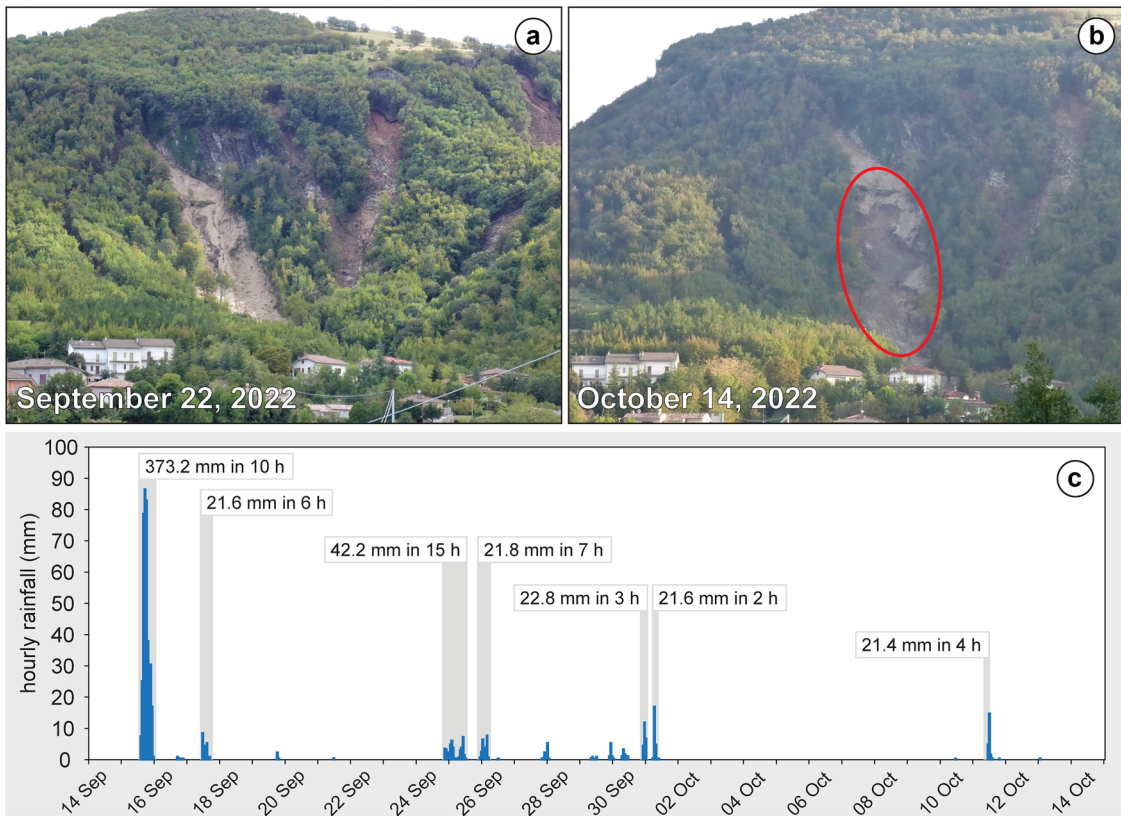 a
b
September 22, 2022
October 14, 2022
c
hourly rainfall (mm)
100
90
80
70
60
50
40
30
20
10
0
373.2 mm in 10 h
21.6 mm in 6 h
42.2 mm in 15 h
21.8 mm in 7 h
22.8 mm in 3 h
21.6 mm in 2 h
21.4 mm in 4 h
14 Sep
16 Sep
18 Sep
20 Sep
22 Sep
24 Sep
26 Sep
28 Sep
30 Sep
02 Oct
04 Oct
06 Oct
08 Oct
10 Oct
12 Oct
14 Oct